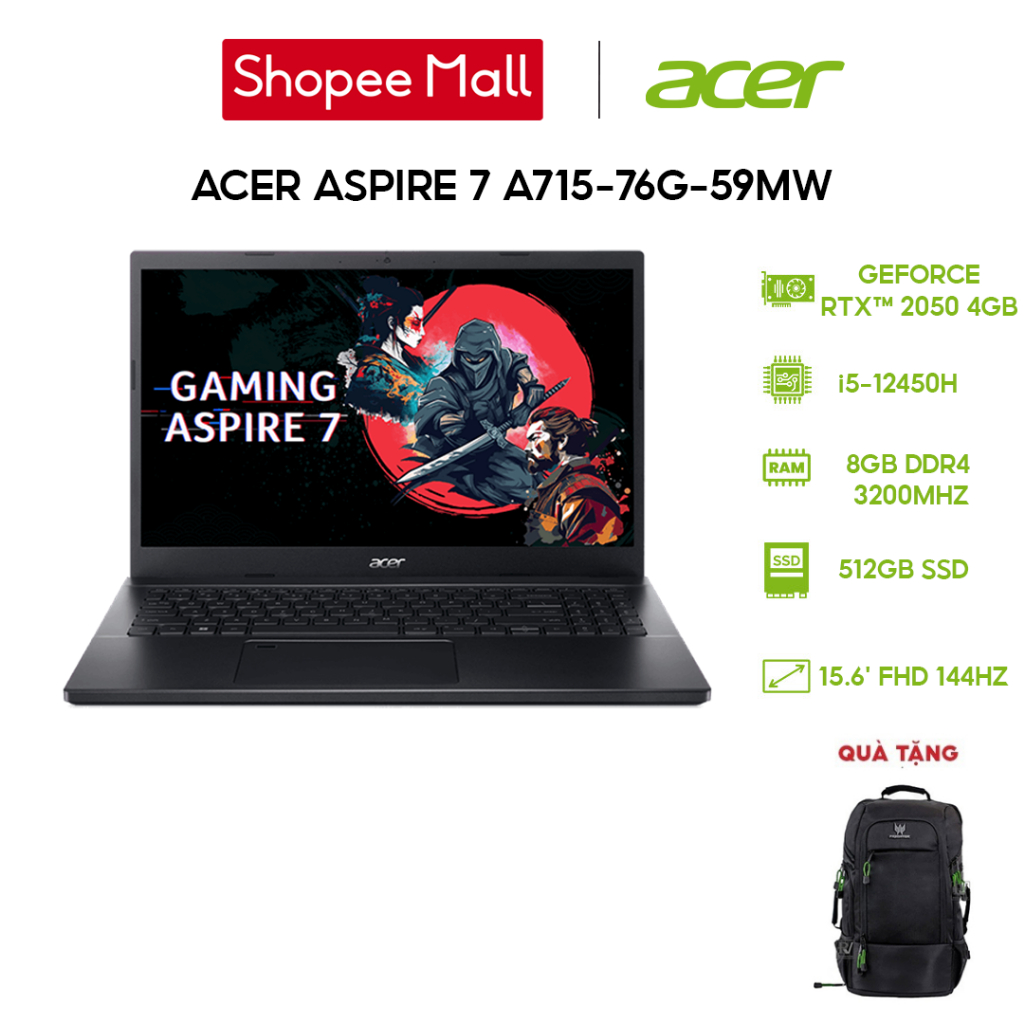 Shopee Mall
acer
ACER ASPIRE 7 A715-76G-59MW
GAMING
ASPIRE 7
acer
GEFORCE
RTX™ 2050 4GB
i5-12450H
RAM
8GB DDR4
3200MHZ
SSD
512GB SSD
15.6' FHD 144HZ
QUÀ TẶNG